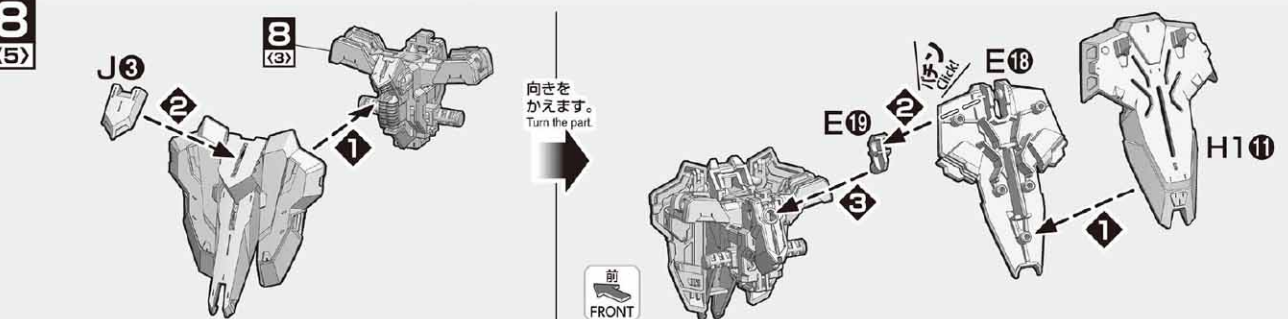 8
⟨5⟩
J❸
❷
8
⟨3⟩
❶
向きを
かえます。
Turn the part.
パチン
Click!
E⓲
❷
E⓳
H1⓫
❸
❶
前
FRONT